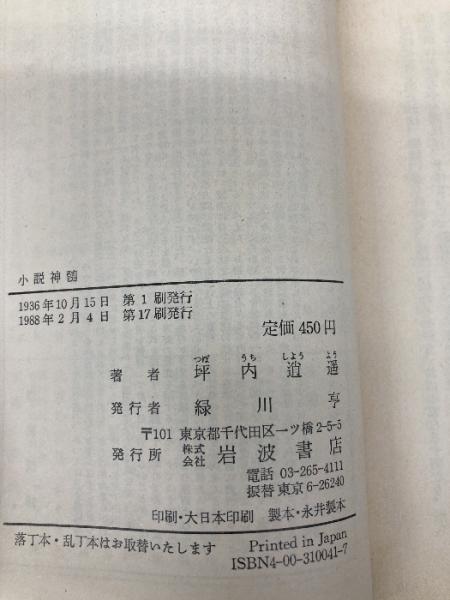 小説神髄
1936年10月15日 第1刷発行
1988年2月4日 第17刷発行
定価 450円
つぼ うち しよう よう
著者 坪内逍遥
発行者 緑川亨
〒101 東京都千代田区一ツ橋2-5-5
発行所 株式会社 岩波書店
電話 03-265-4111
振替 東京 6-26240
印刷・大日本印刷 製本・永井製本
落丁本・乱丁本はお取替いたします
Printed in Japan
ISBN4-00-310041-7